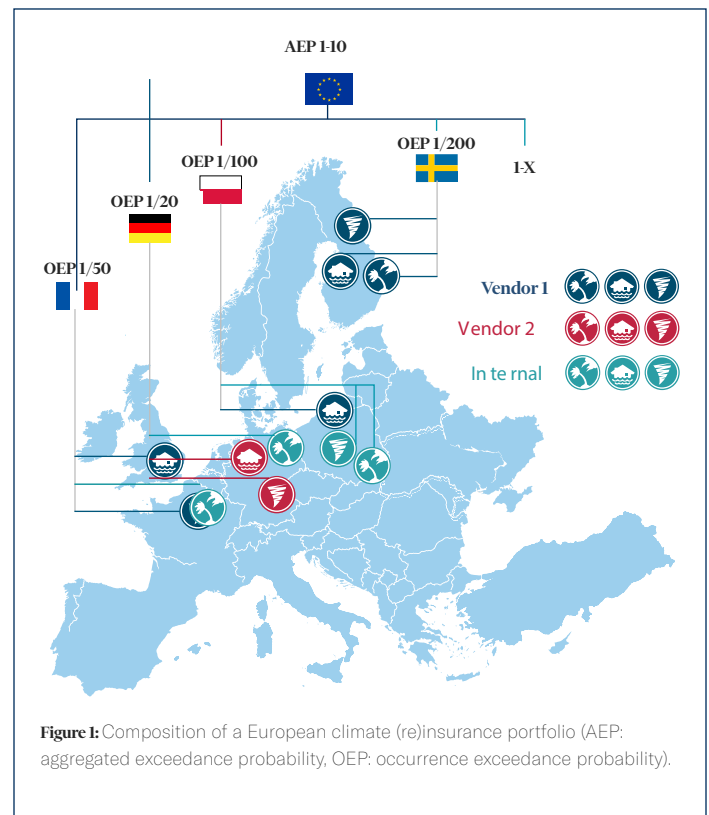 AEP 1-10
OEP 1/200
OEP 1/100
1-X
OEP 1/20
OEP 1/50
Vendor 1
Vendor 2
In te rnal
Figure 1: Composition of a European climate (re)insurance portfolio (AEP:
aggregated exceedance probability, OEP: occurrence exceedance probability).